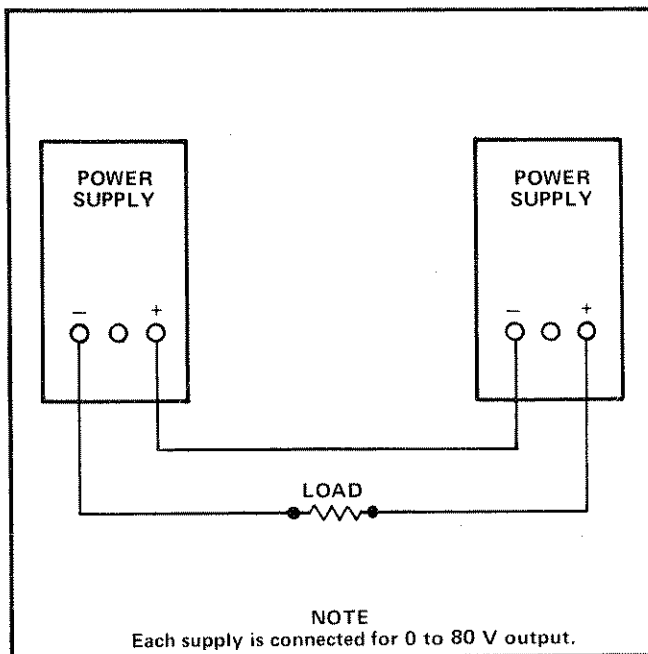 POWER
SUPPLY
POWER
SUPPLY
− +
− +
LOAD
NOTE
Each supply is connected for 0 to 80 V output.